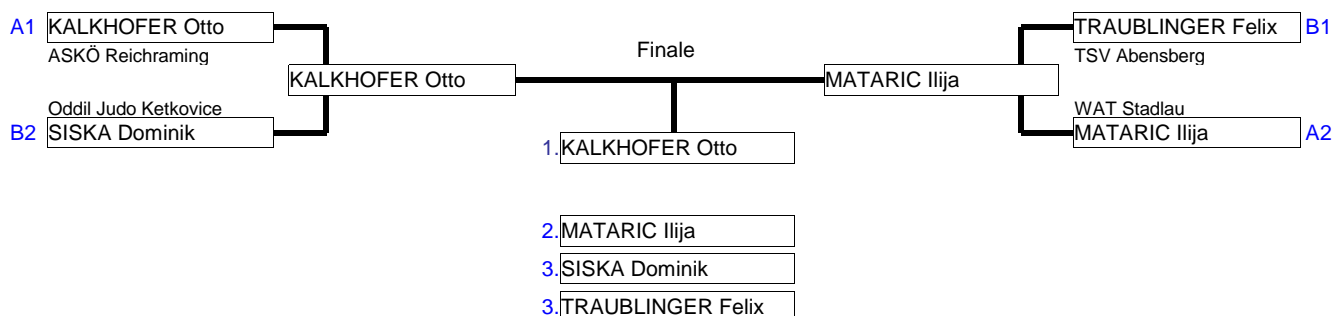 A1 KALKHOFER Otto
ASKÖ Reichraming
KALKHOFER Otto
Oddil Judo Ketkovice
B2 SISKA Dominik
Finale
TRAUBLINGER Felix B1
TSV Abensberg
MATARIC Ilija
WAT Stadlau
MATARIC Ilija A2
1. KALKHOFER Otto
2. MATARIC Ilija
3. SISKA Dominik
3. TRAUBLINGER Felix